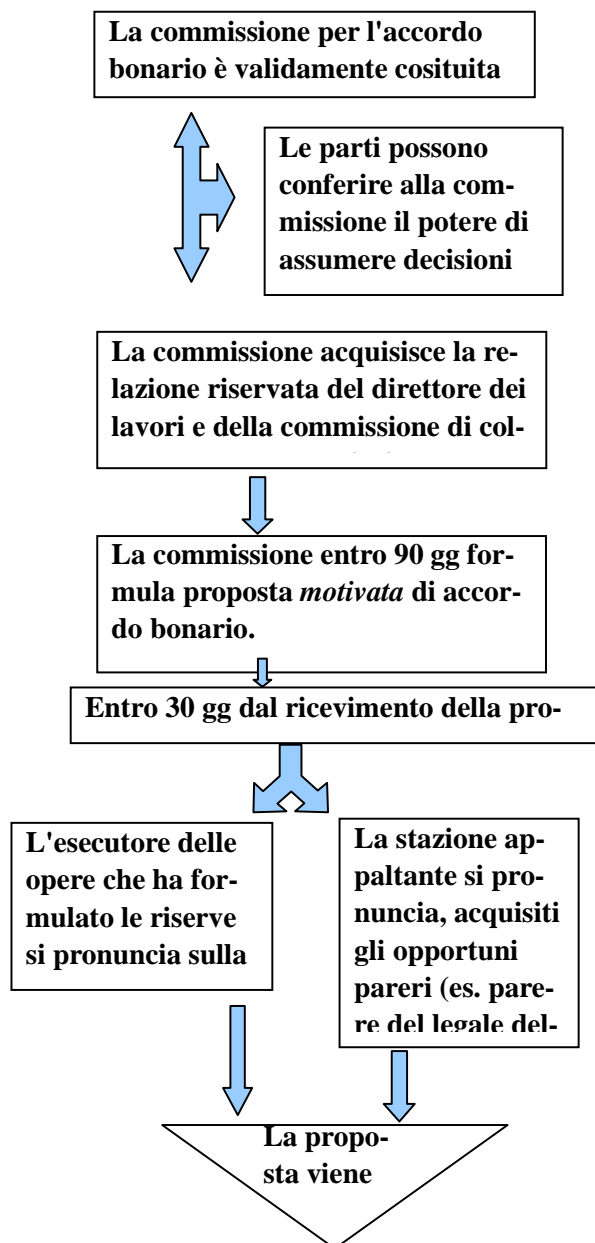 La commissione per l'accordo
bonario è validamente cosituita
Le parti possono
conferire alla com-
missione il potere di
assumere decisioni
La commissione acquisisce la re-
lazione riservata del direttore dei
lavori e della commissione di col-
La commissione entro 90 gg for-
mula proposta motivata di accor-
do bonario.
Entro 30 gg dal ricevimento della pro-
L'esecutore delle
opere che ha for-
mulato le riserve
si pronuncia sulla
La stazione ap-
paltante si pro-
nuncia, acquisiti
gli opportuni
pareri (es. pare-
re del legale del-
La propo-
sta viene